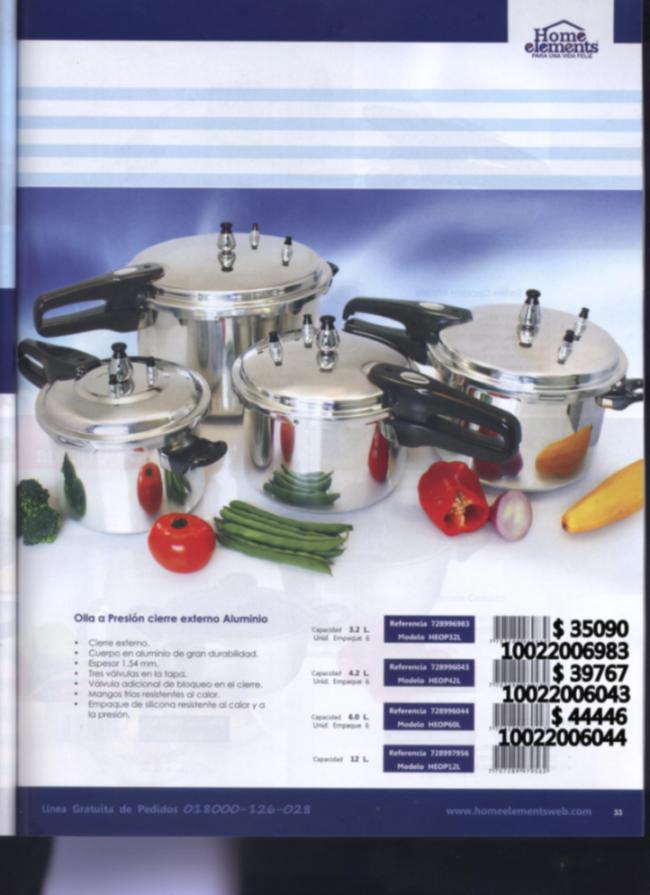 Home
elements
PARA UNA VIDA FELIZ
Olla a Presión cierre externo Aluminio
• Cierre externo.
• Cuerpo en aluminio de gran durabilidad.
• Espesor 1.54 mm.
• Tres válvulas en la tapa.
• Válvula adicional de bloqueo en el cierre.
• Mangos fríos resistentes al calor.
• Empaque de silicona resistente al calor y a
la presión.
Capacidad 3.2 L.
Unid. Empaque 6
Referencia 728996983
Modelo HEOP32L
$ 35090
10022006983
Capacidad 4.2 L.
Unid. Empaque 6
Referencia 728996043
Modelo HEOP42L
$ 39767
10022006043
Capacidad 6.0 L.
Unid. Empaque 6
Referencia 728996044
Modelo HEOP60L
$ 44446
10022006044
Capacidad 12 L.
Referencia 728997956
Modelo HEOP12L
Línea Gratuita de Pedidos 018000-126-028
www.homeelementsweb.com 33